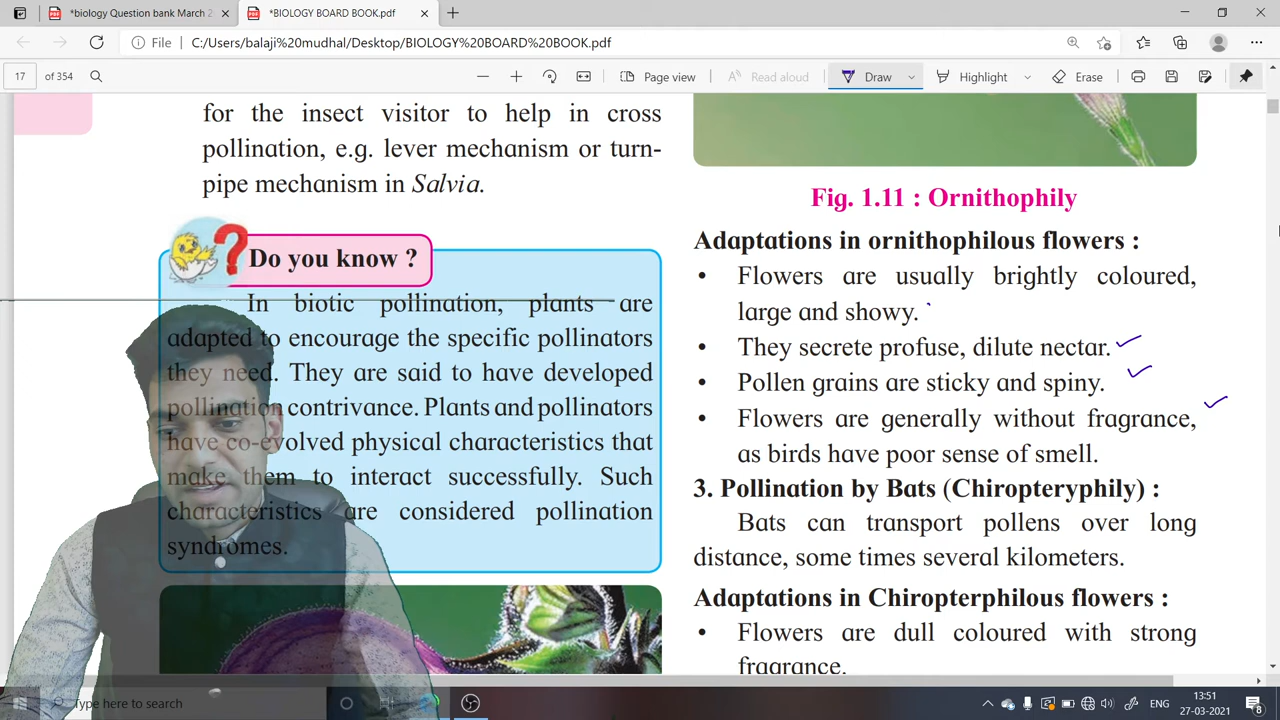 *biology Question bank March 2
*BIOLOGY BOARD BOOK.pdf
File
C:/Users/balaji%20mudhal/Desktop/BIOLOGY%20BOARD%20BOOK.pdf
17 of 354
Page view
Read aloud
Draw
Highlight
Erase
for the insect visitor to help in cross
pollination, e.g. lever mechanism or turn-
pipe mechanism in Salvia.
Do you know ?
In biotic pollination, plants are
adapted to encourage the specific pollinators
they need. They are said to have developed
pollination contrivance. Plants and pollinators
have co-evolved physical characteristics that
make them to interact successfully. Such
characteristics are considered pollination
syndromes.
Fig. 1.11 : Ornithophily
Adaptations in ornithophilous flowers :
• Flowers are usually brightly coloured,
large and showy.
• They secrete profuse, dilute nectar.
• Pollen grains are sticky and spiny.
• Flowers are generally without fragrance,
as birds have poor sense of smell.
3. Pollination by Bats (Chiropteryphily) :
Bats can transport pollens over long
distance, some times several kilometers.
Adaptations in Chiropterphilous flowers :
• Flowers are dull coloured with strong
fragrance.
Type here to search
ENG
13:51
27-03-2021
8